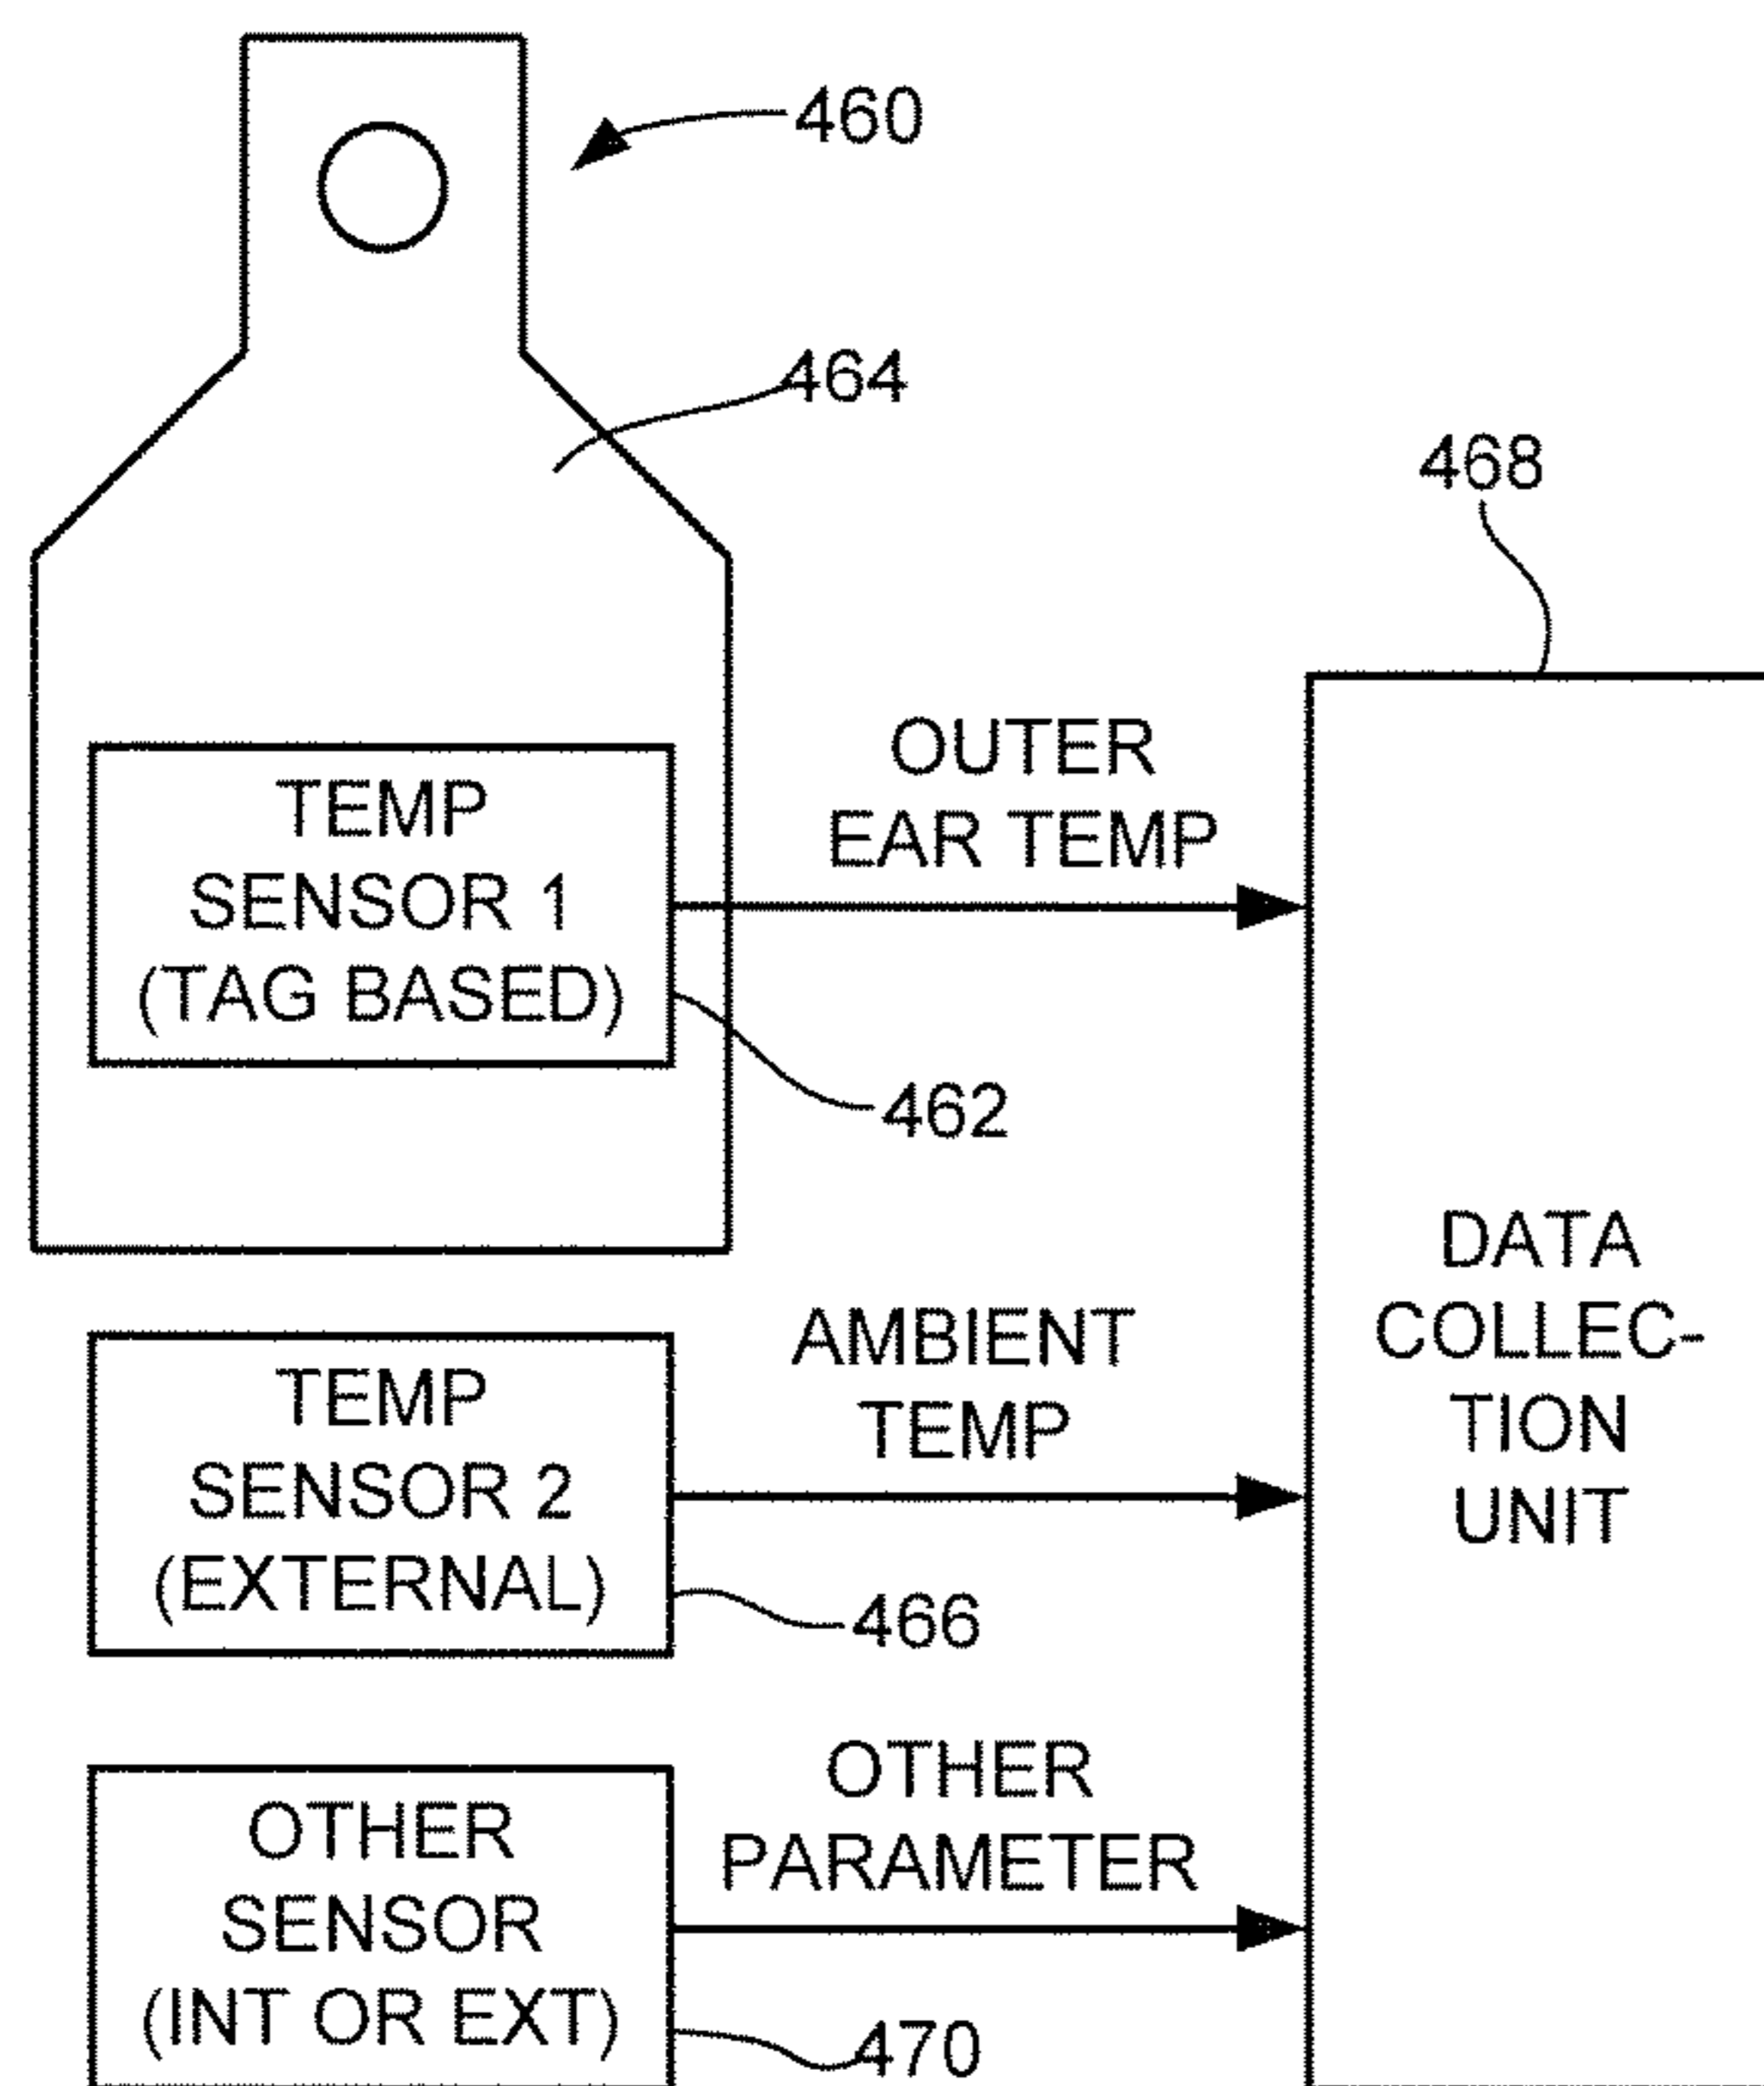 460
464
468
TEMP
SENSOR 1
(TAG BASED)
OUTER
EAR TEMP
462
TEMP
SENSOR 2
(EXTERNAL)
AMBIENT
TEMP
466
OTHER
SENSOR
(INT OR EXT)
OTHER
PARAMETER
470
DATA
COLLEC-
TION
UNIT